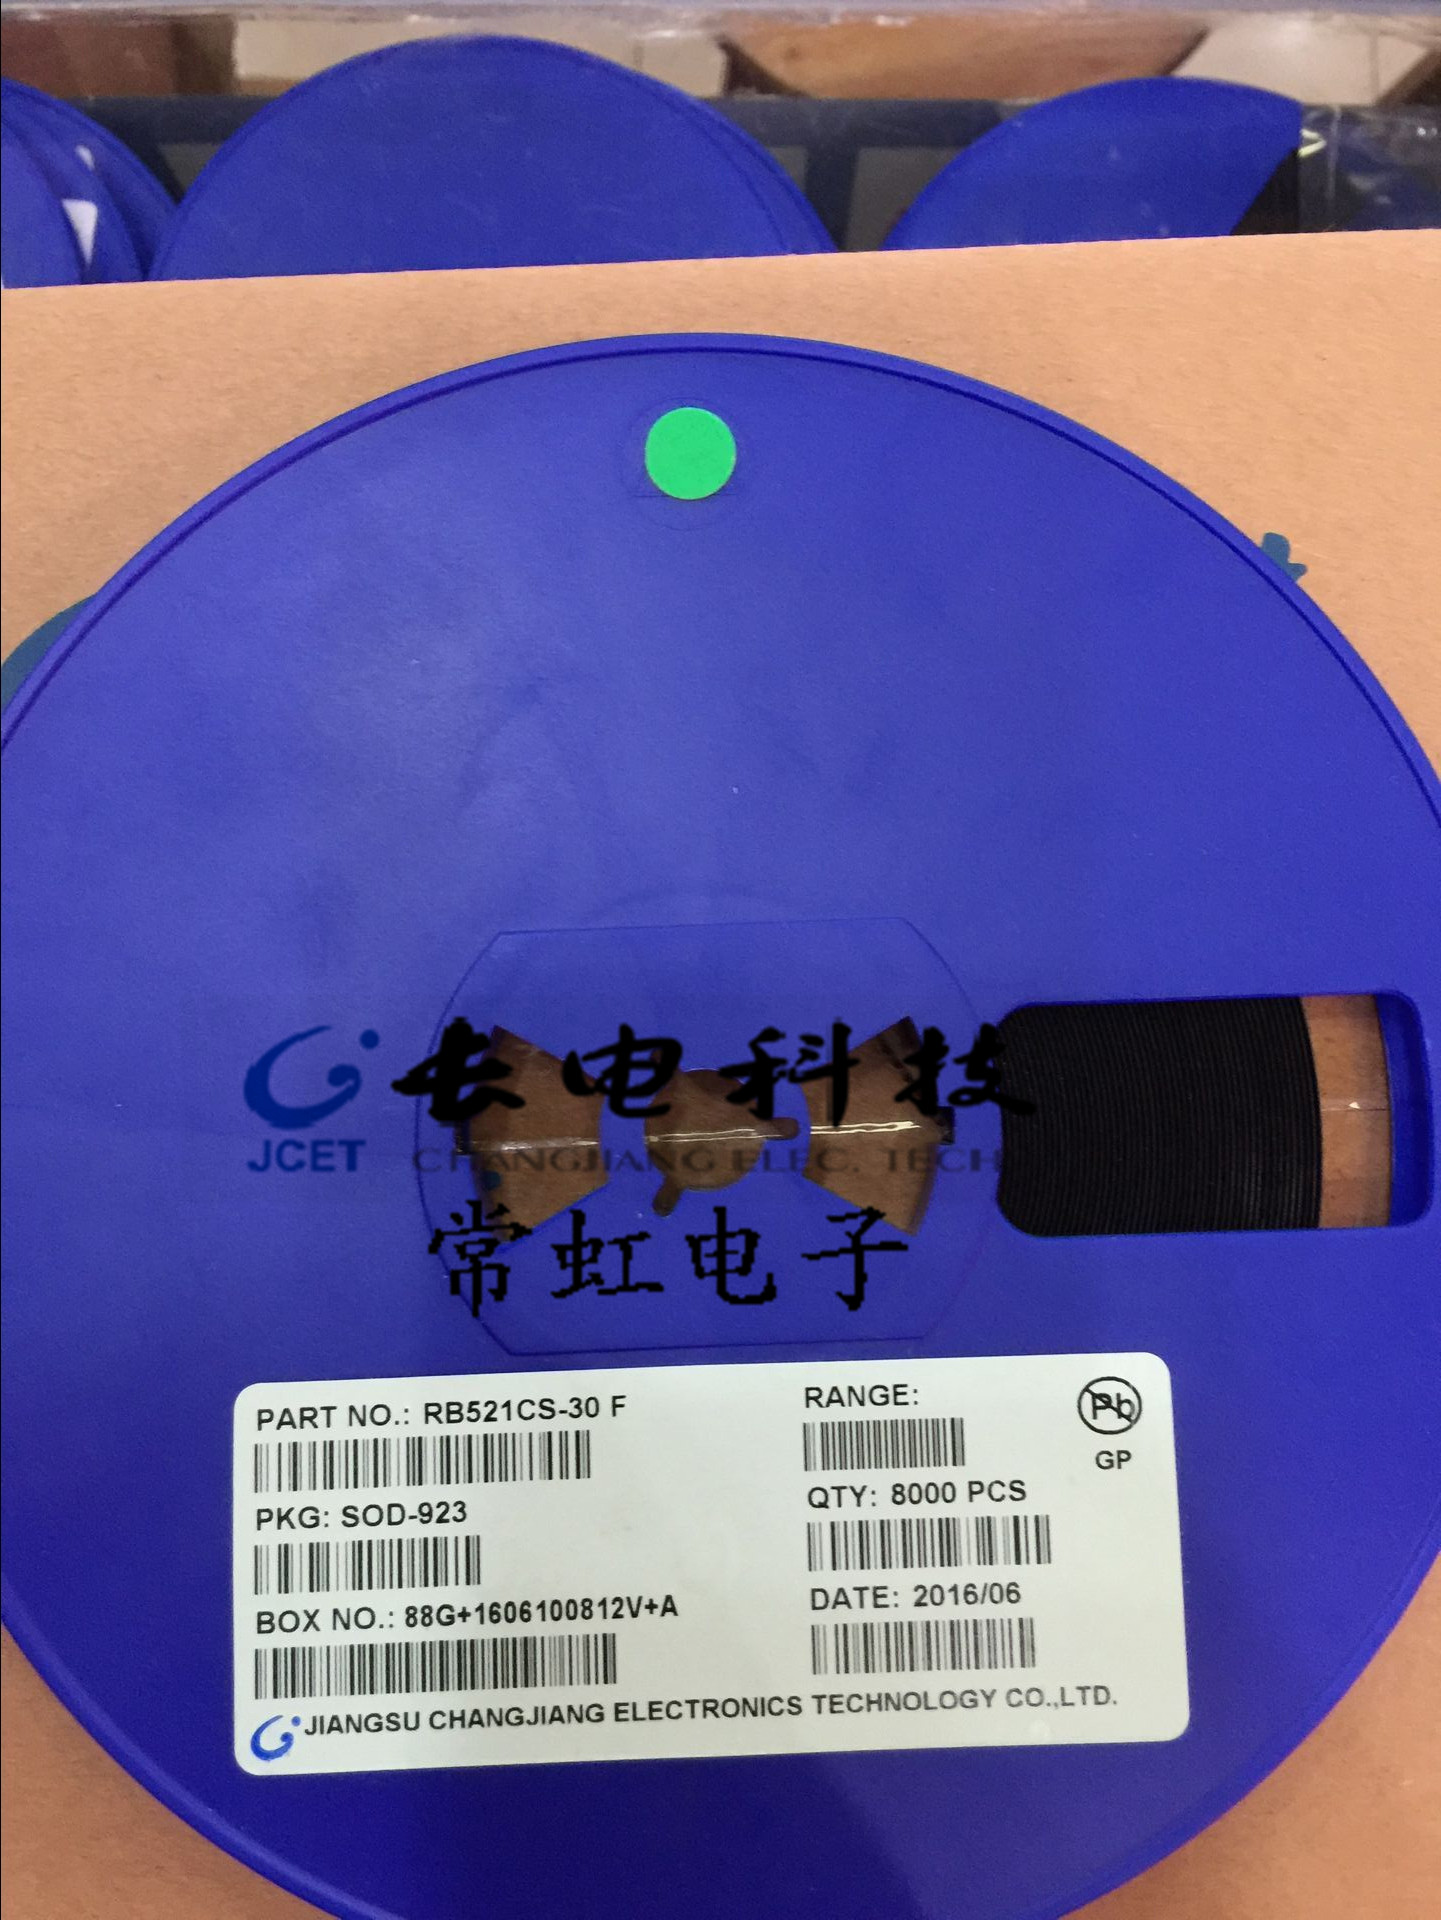 长电科技
JCET CHANGJIANG ELEC. TECH
常虹电子
PART NO.: RB521CS-30 F
RANGE:
Pb
GP
PKG: SOD-923
QTY: 8000 PCS
BOX NO.: 88G+1606100812V+A
DATE: 2016/06
JIANGSU CHANGJIANG ELECTRONICS TECHNOLOGY CO.,LTD.